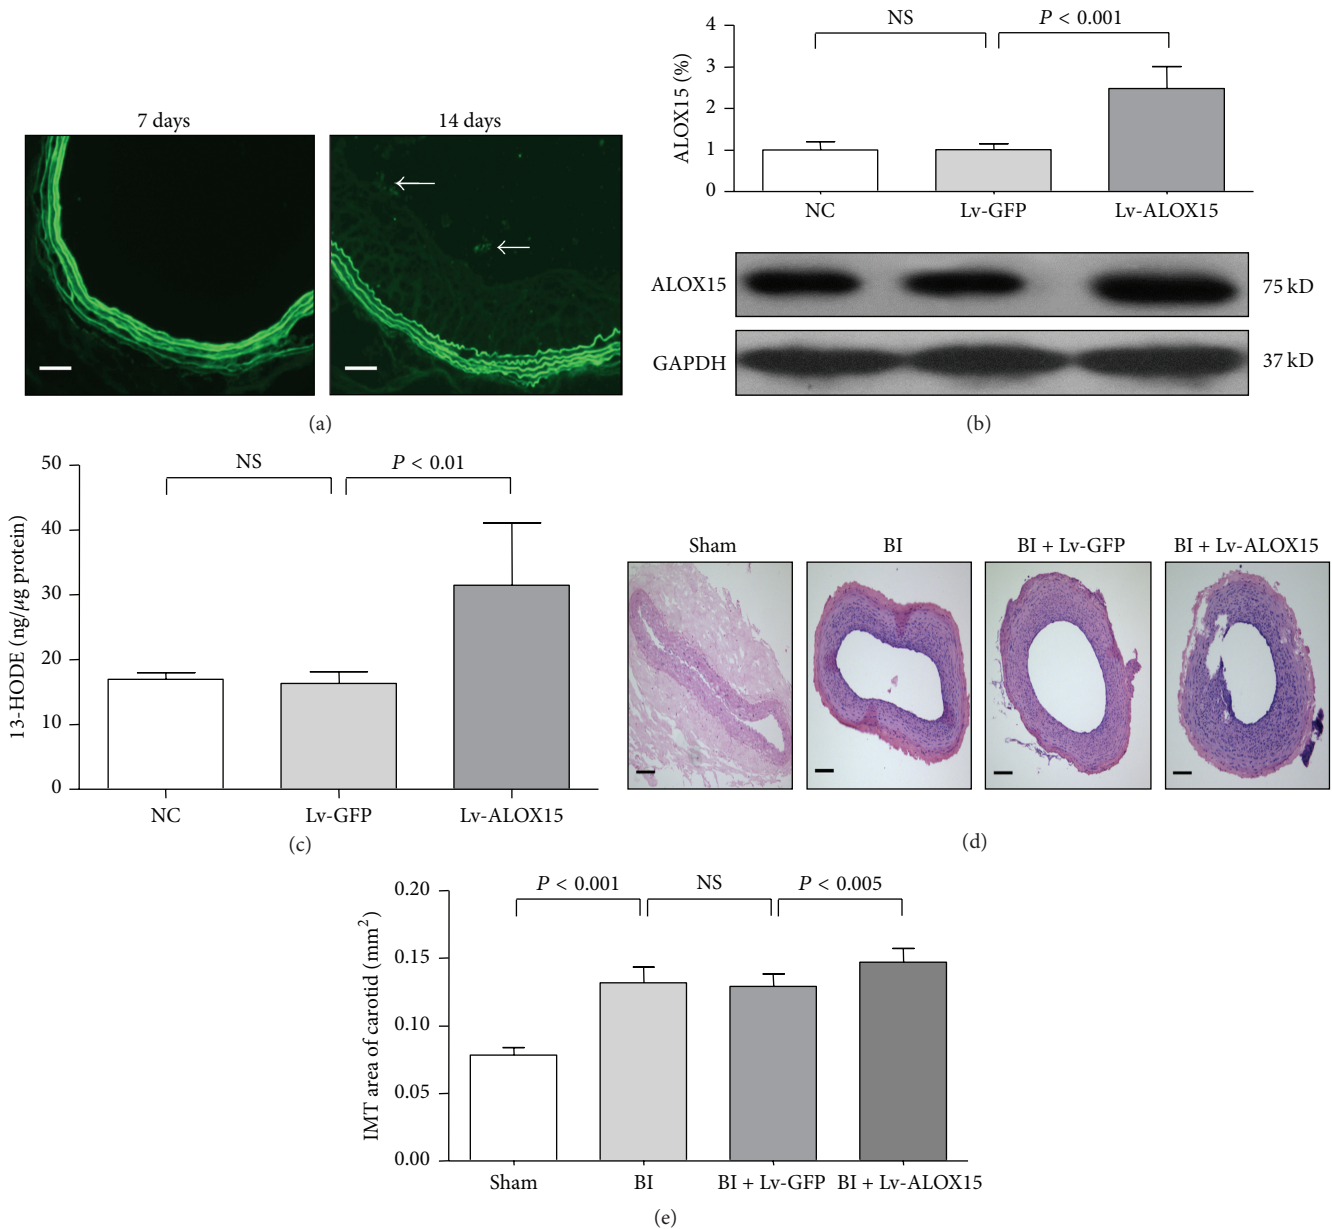 7 days
14 days
(a)
ALOX15 (%)
4
3
2
1
0
NS
P < 0.001
NC
Lv-GFP
Lv-ALOX15
ALOX15
75 kD
GAPDH
37 kD
(b)
13-HODE (ng/μg protein)
50
40
30
20
10
0
NS
P < 0.01
NC
Lv-GFP
Lv-ALOX15
(c)
Sham
BI
BI + Lv-GFP
BI + Lv-ALOX15
(d)
IMT area of carotid (mm²)
0.20
0.15
0.10
0.05
0.00
P < 0.001
NS
P < 0.005
Sham
BI
BI + Lv-GFP
BI + Lv-ALOX15
(e)